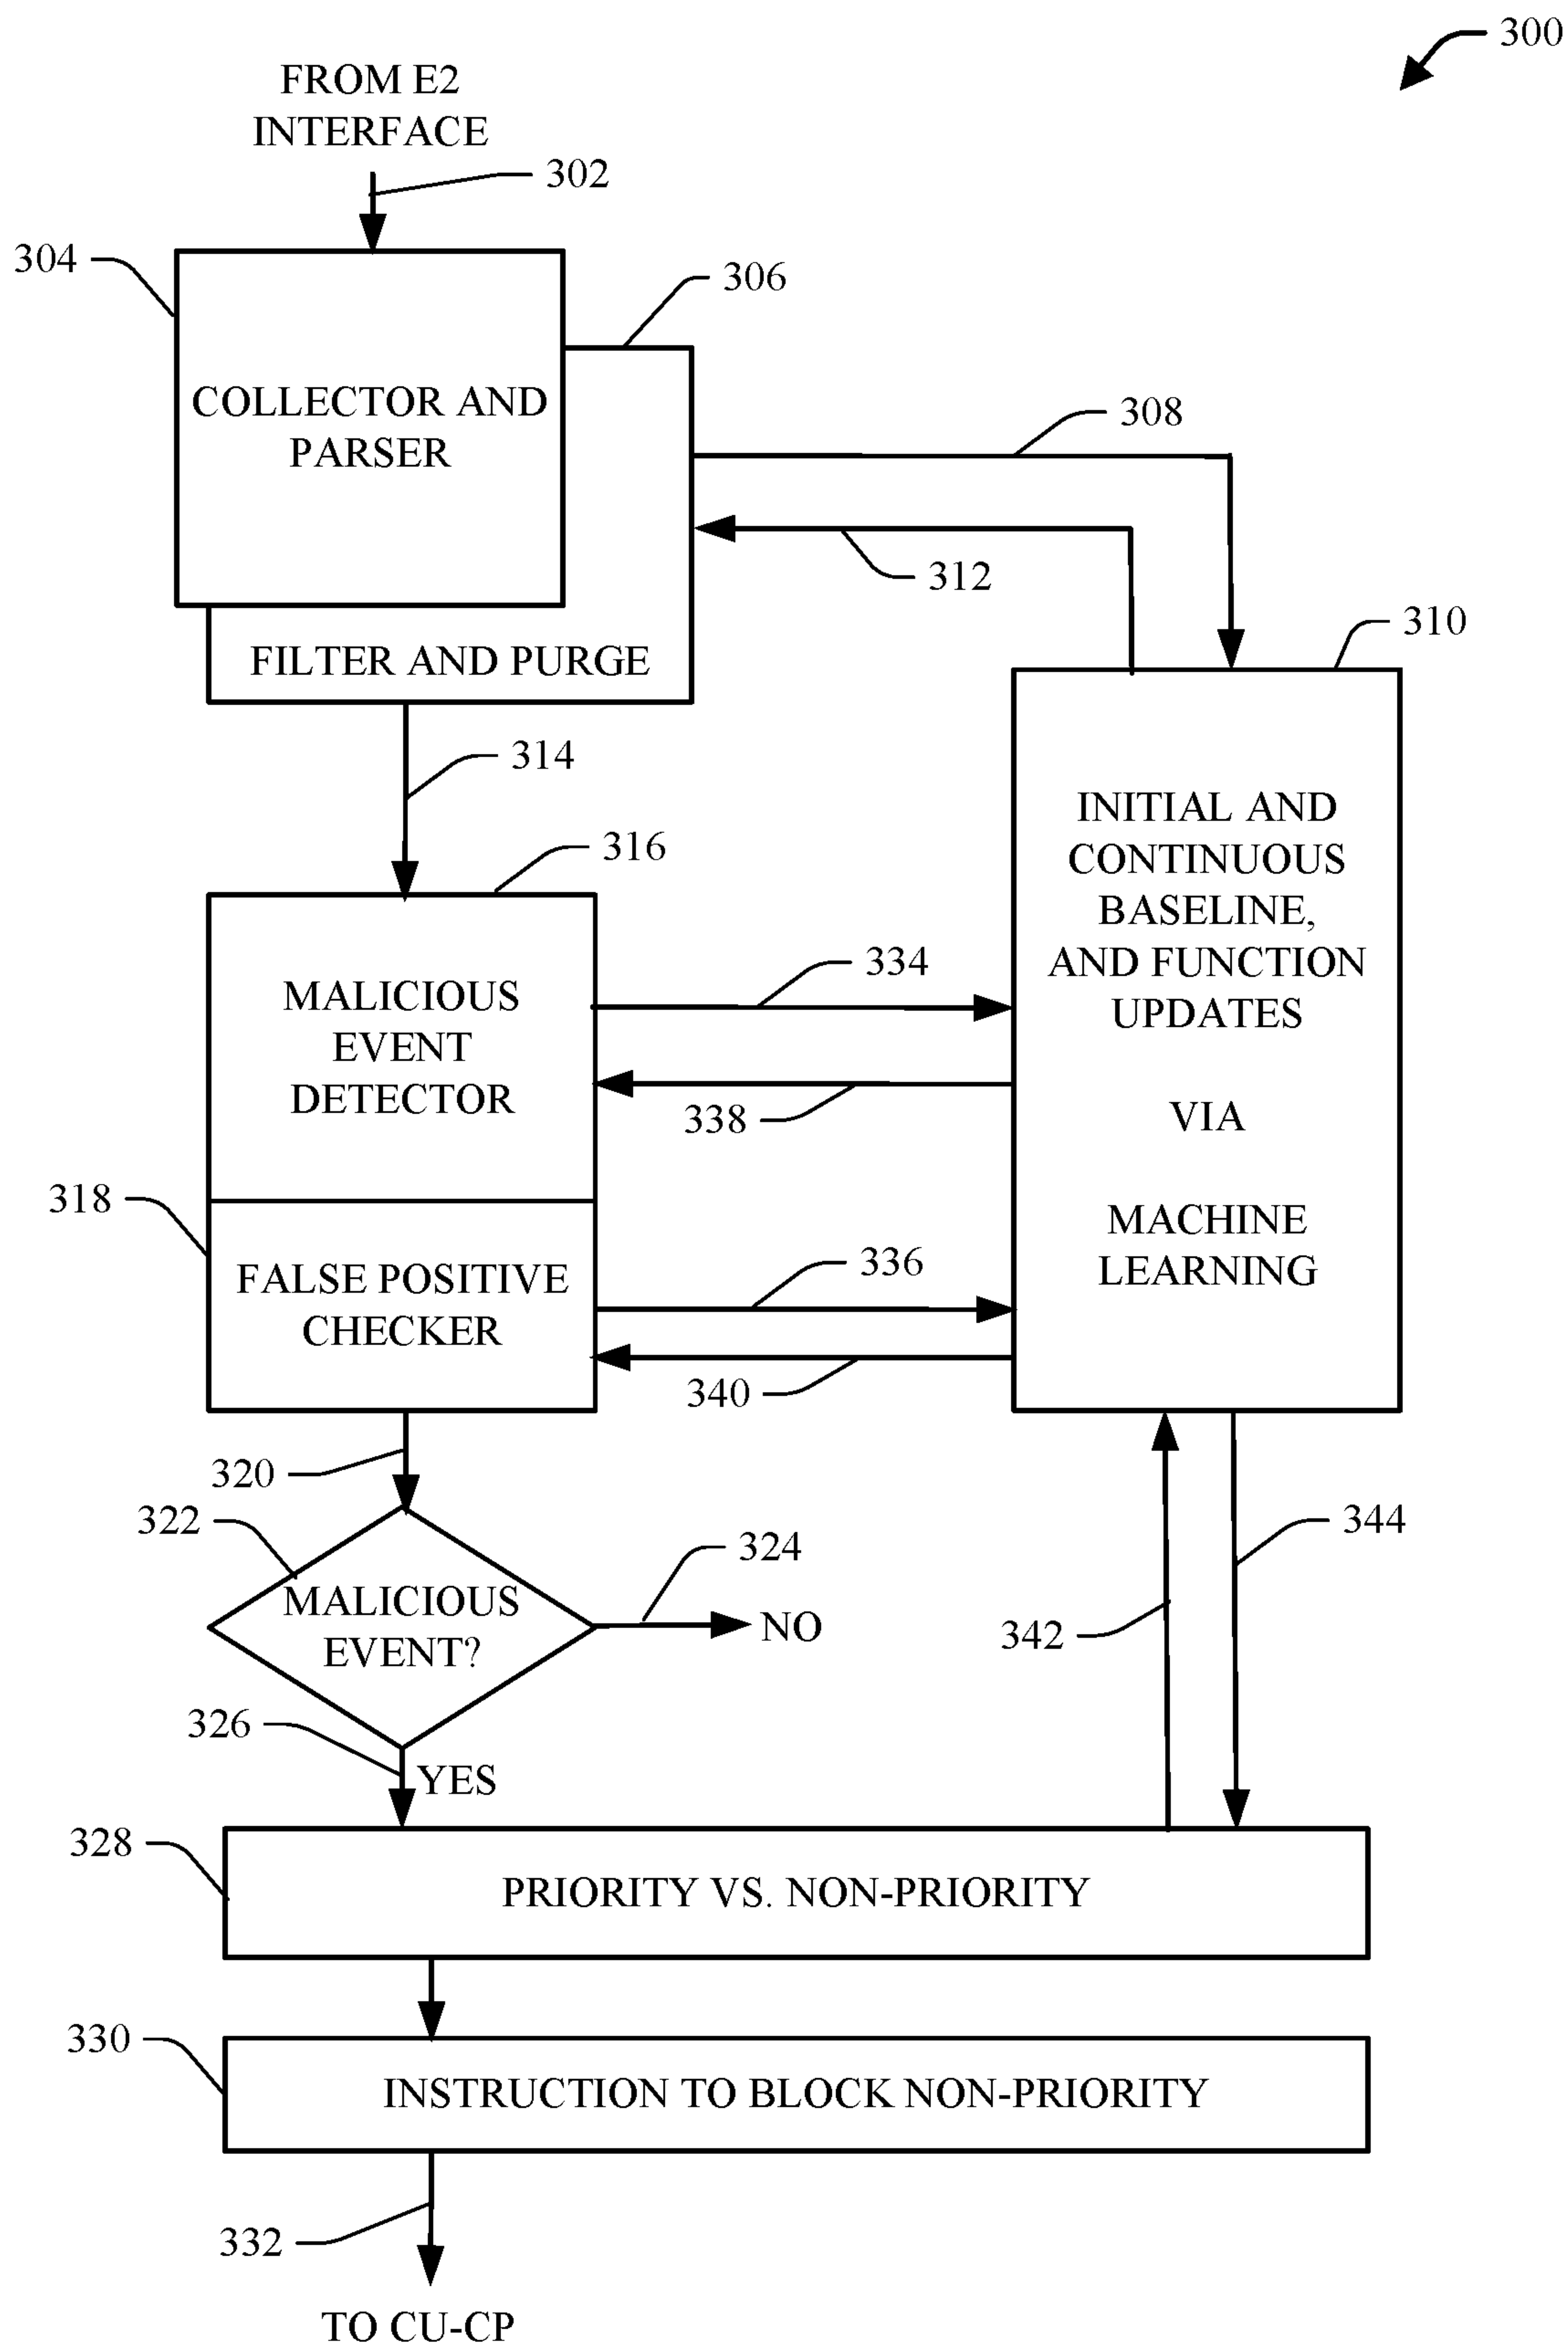 300
FROM E2
INTERFACE
302
304
306
COLLECTOR AND
PARSER
308
312
310
FILTER AND PURGE
314
316
INITIAL AND
CONTINUOUS
BASELINE,
AND FUNCTION
UPDATES
VIA
MACHINE
LEARNING
334
MALICIOUS
EVENT
DETECTOR
338
318
336
FALSE POSITIVE
CHECKER
340
320
322
324
344
MALICIOUS
EVENT?
NO
342
326
YES
328
PRIORITY VS. NON-PRIORITY
330
INSTRUCTION TO BLOCK NON-PRIORITY
332
TO CU-CP